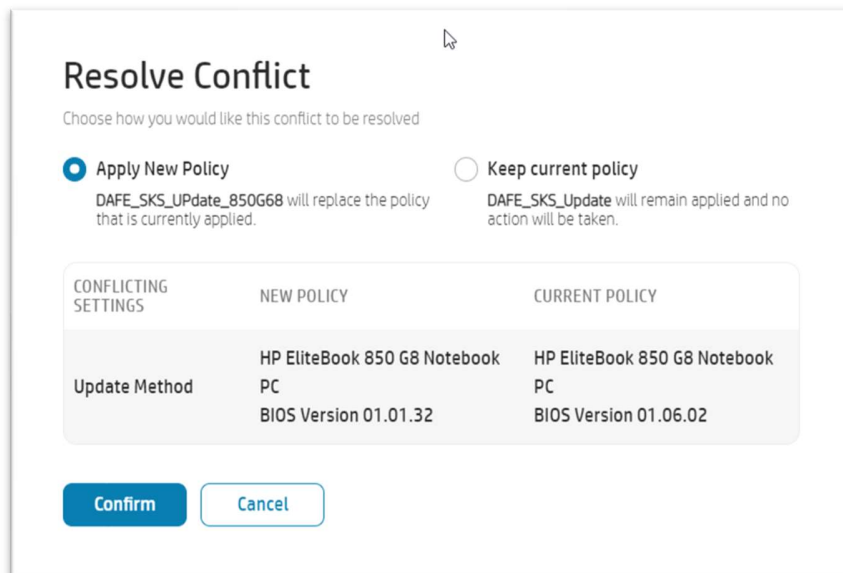 Resolve Conflict
Choose how you would like this conflict to be resolved
Apply New Policy
DAFE_SKS_UPdate_850G68 will replace the policy
that is currently applied.
Keep current policy
DAFE_SKS_Update will remain applied and no
action will be taken.
CONFLICTING
SETTINGS
NEW POLICY
CURRENT POLICY
Update Method
HP EliteBook 850 G8 Notebook
PC
BIOS Version 01.01.32
HP EliteBook 850 G8 Notebook
PC
BIOS Version 01.06.02
Confirm
Cancel